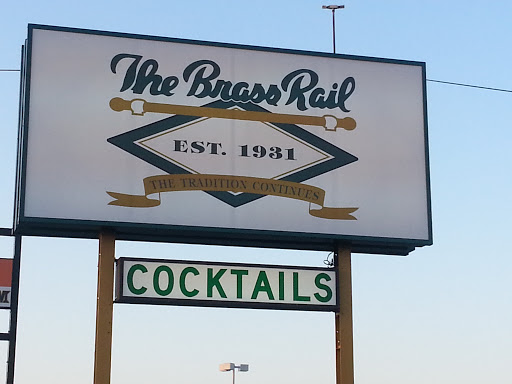 The Brass Rail
EST. 1931
THE TRADITION CONTINUES
COCKTAILS